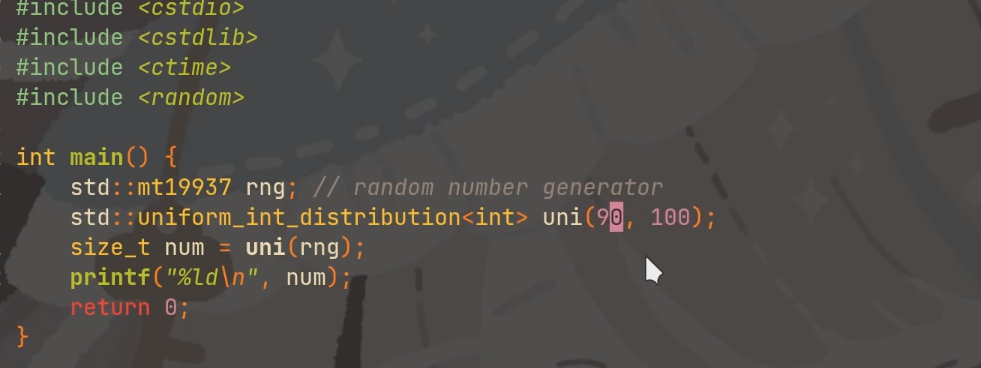 #include <cstdio>
#include <cstdlib>
#include <ctime>
#include <random>
int main() {
    std::mt19937 rng; // random number generator
    std::uniform_int_distribution<int> uni(90, 100);
    size_t num = uni(rng);
    printf("%ld\n", num);
    return 0;
}